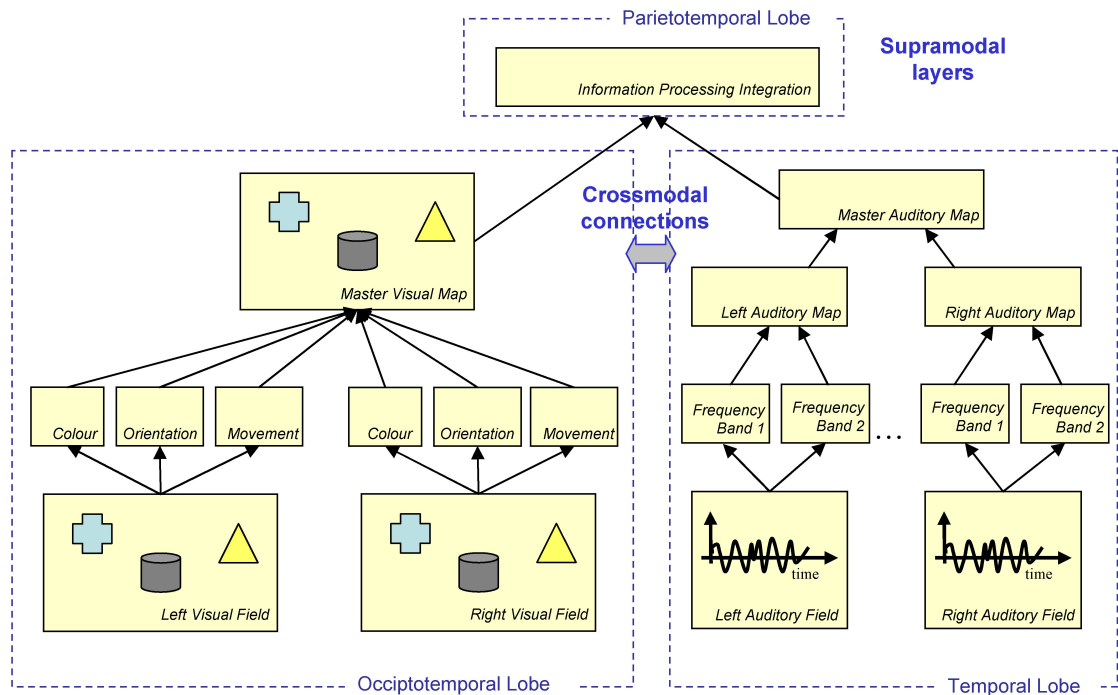 Parietotemporal Lobe
Supramodal
layers
Information Processing Integration
Crossmodal
connections
Master Visual Map
Master Auditory Map
Left Auditory Map
Right Auditory Map
Colour
Orientation
Movement
Colour
Orientation
Movement
Frequency
Band 1
Frequency
Band 2
...
Frequency
Band 1
Frequency
Band 2
Left Visual Field
Right Visual Field
time
Left Auditory Field
time
Right Auditory Field
Occiptotemporal Lobe
Temporal Lobe